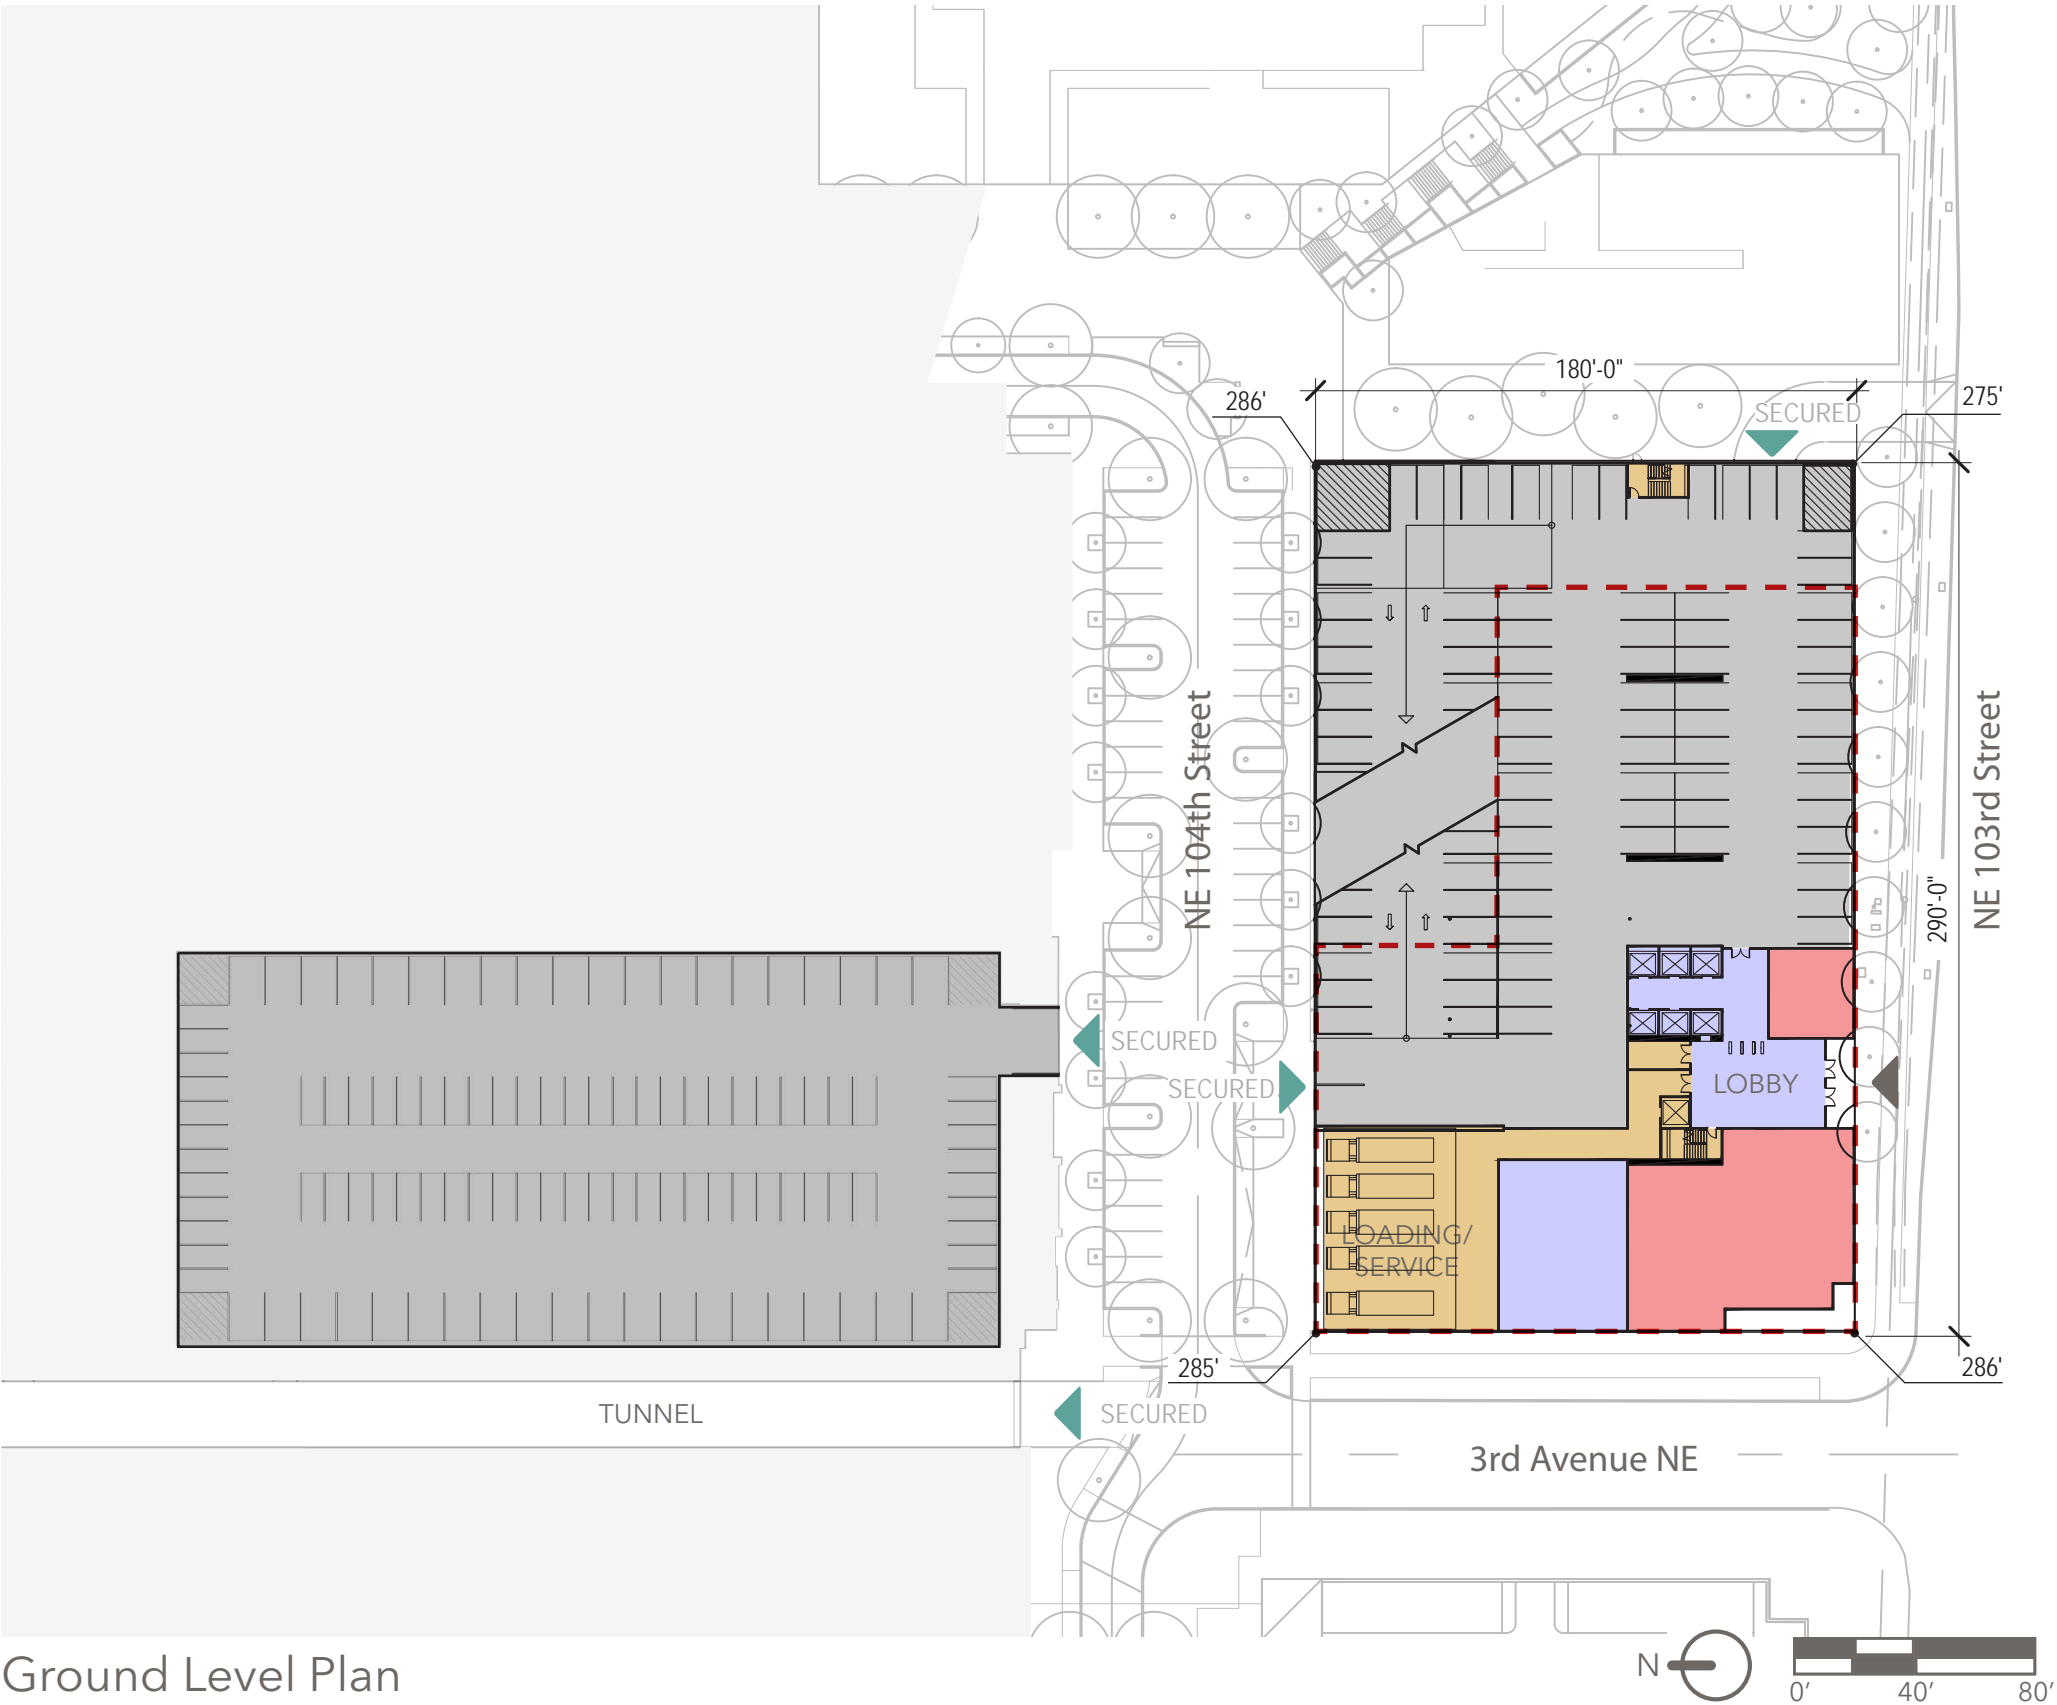 180'-0"
286'
275'
SECURED
NE 104th Street
NE 103rd Street
290'-0"
SECURED
SECURED
LOBBY
LOADING/
SERVICE
285'
286'
TUNNEL
SECURED
3rd Avenue NE
Ground Level Plan
N
0' 40' 80'